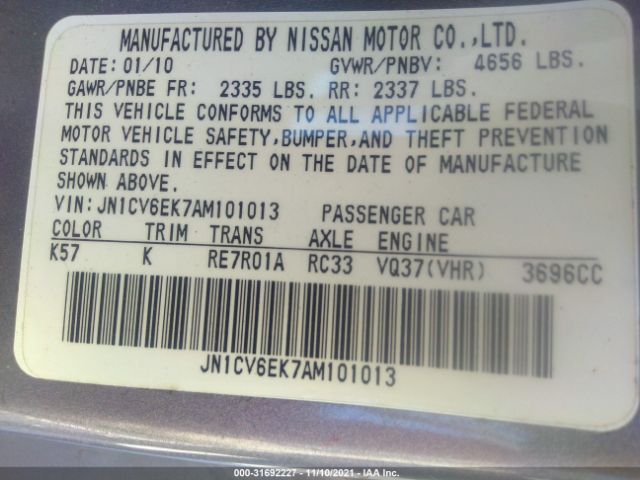 MANUFACTURED BY NISSAN MOTOR CO.,LTD.
DATE: 01/10 GVWR/PNBV: 4656 LBS.
GAWR/PNBE FR: 2335 LBS. RR: 2337 LBS.
THIS VEHICLE CONFORMS TO ALL APPLICABLE FEDERAL
MOTOR VEHICLE SAFETY,BUMPER,AND THEFT PREVENTION
STANDARDS IN EFFECT ON THE DATE OF MANUFACTURE
SHOWN ABOVE.
VIN: JN1CV6EK7AM101013 PASSENGER CAR
COLOR TRIM TRANS AXLE ENGINE
K57 K RE7R01A RC33 VQ37(VHR) 3696CC
JN1CV6EK7AM101013
000-31692227 - 11/10/2021 - IAA Inc.